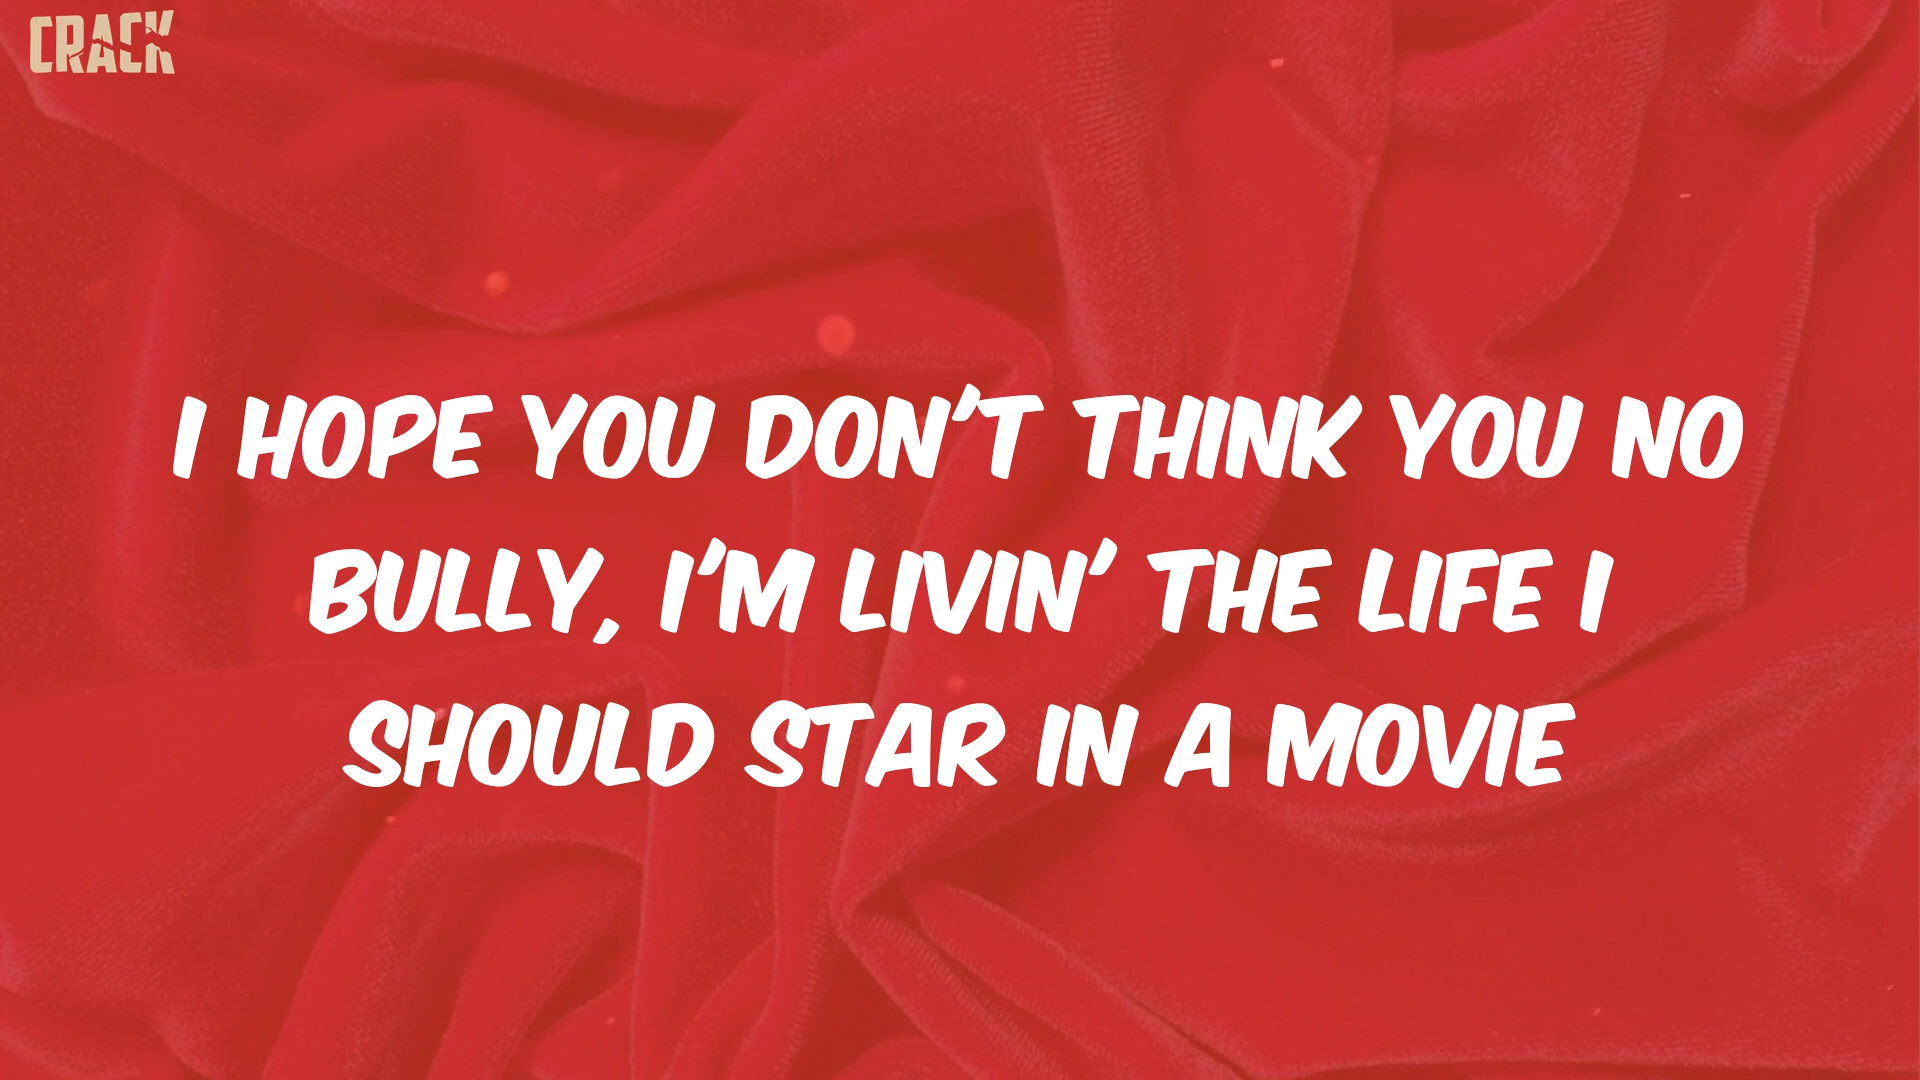 CRACK
I HOPE YOU DON'T THINK YOU NO
BULLY, I'M LIVIN' THE LIFE I
SHOULD STAR IN A MOVIE